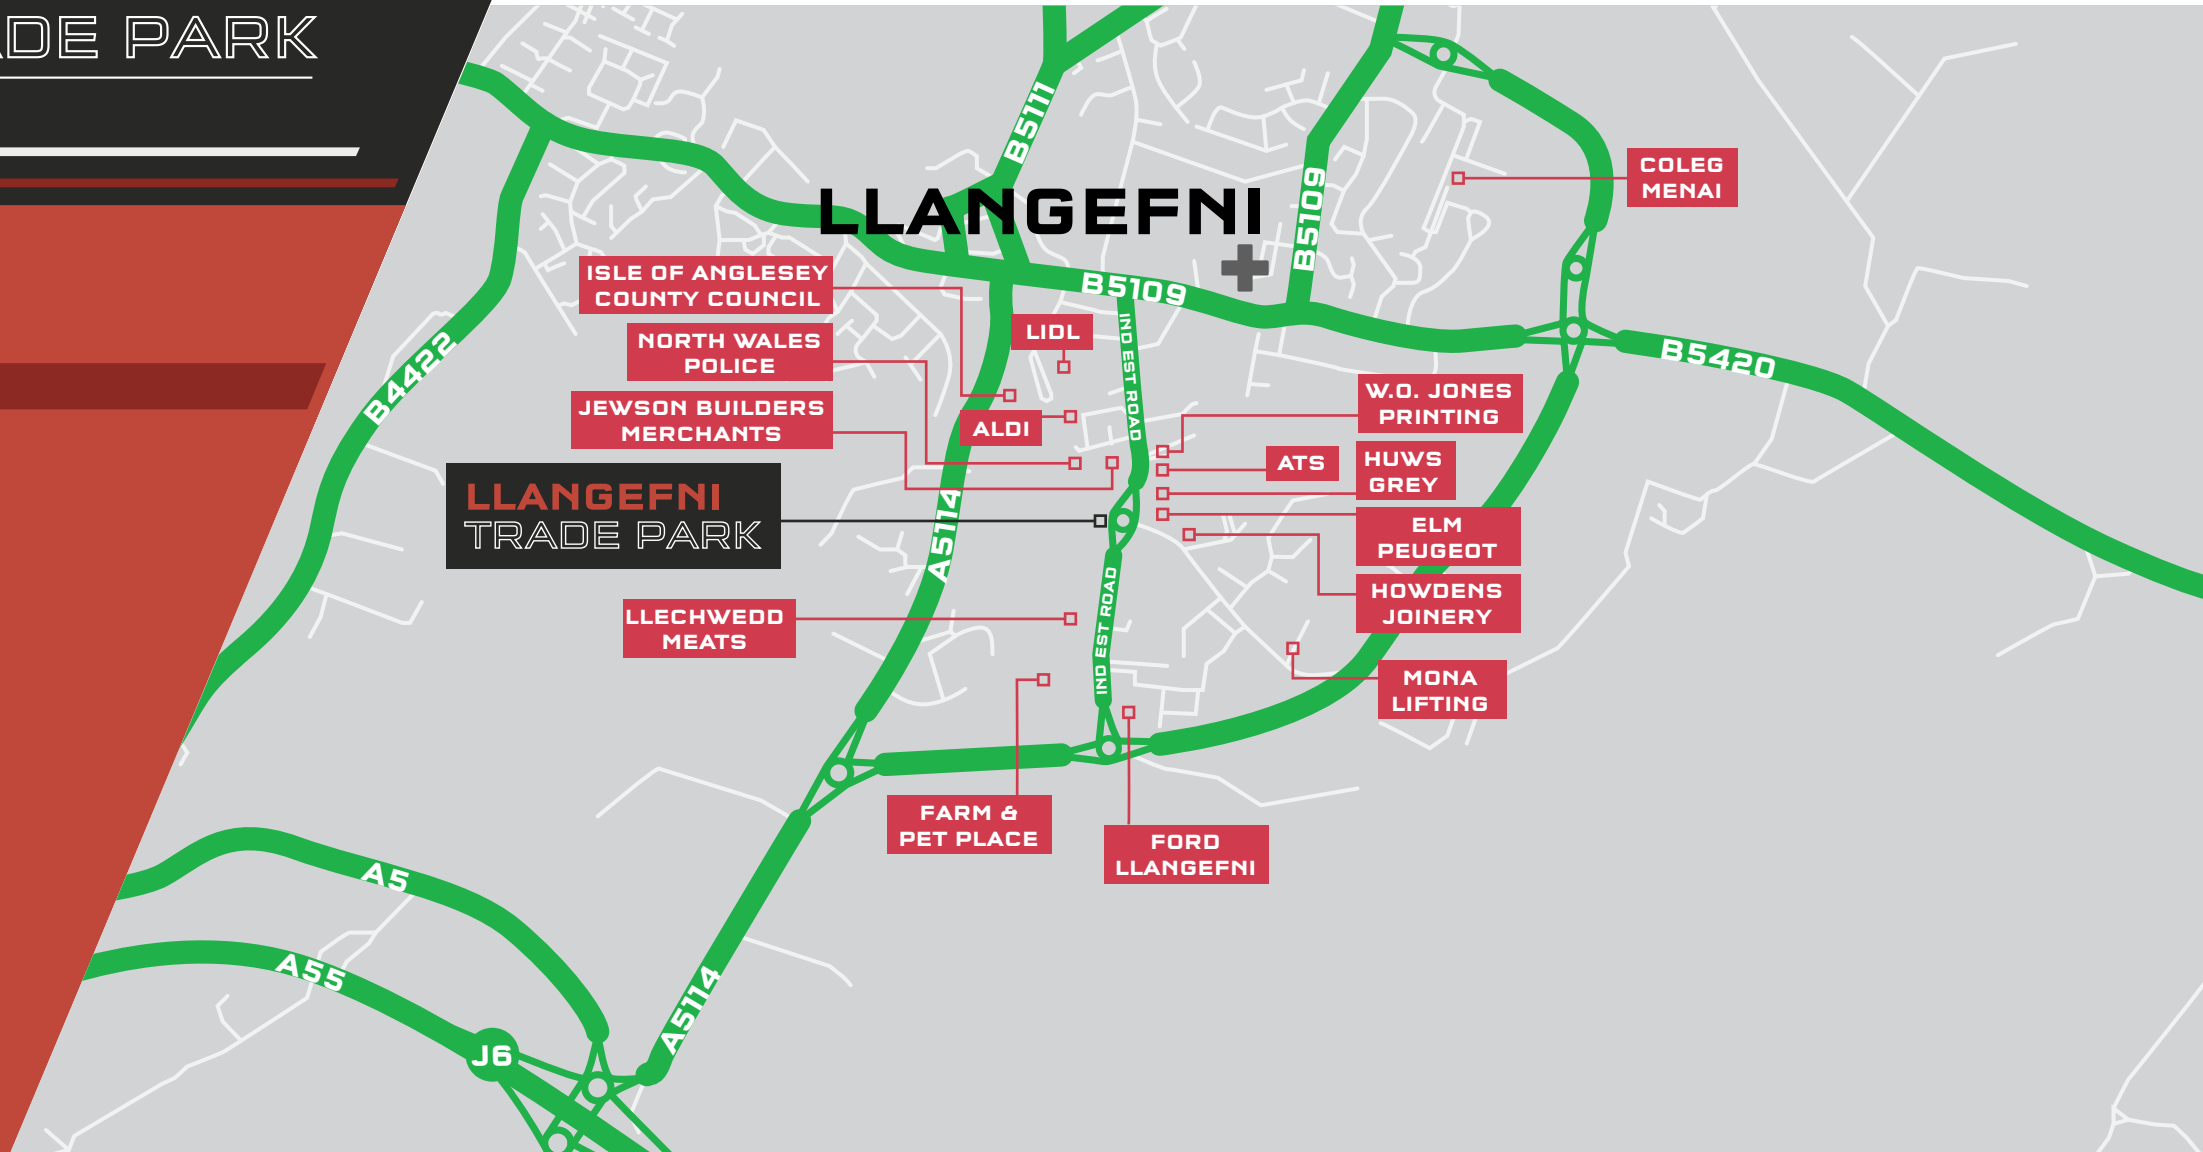 ADE PARK
B5111
LLANGEFNI
B5109
COLEG
MENAI
ISLE OF ANGLESEY
COUNTY COUNCIL
B5109
NORTH WALES
POLICE
LIDL
IND EST ROAD
B5420
B4422
JEWSON BUILDERS
MERCHANTS
ALDI
W.O. JONES
PRINTING
ATS
HUWS
GREY
LLANGEFNI
TRADE PARK
A5114
ELM
PEUGEOT
HOWDENS
JOINERY
LLECHWEDD
MEATS
IND EST ROAD
MONA
LIFTING
FARM &
PET PLACE
FORD
LLANGEFNI
A5
A55
A5114
J6